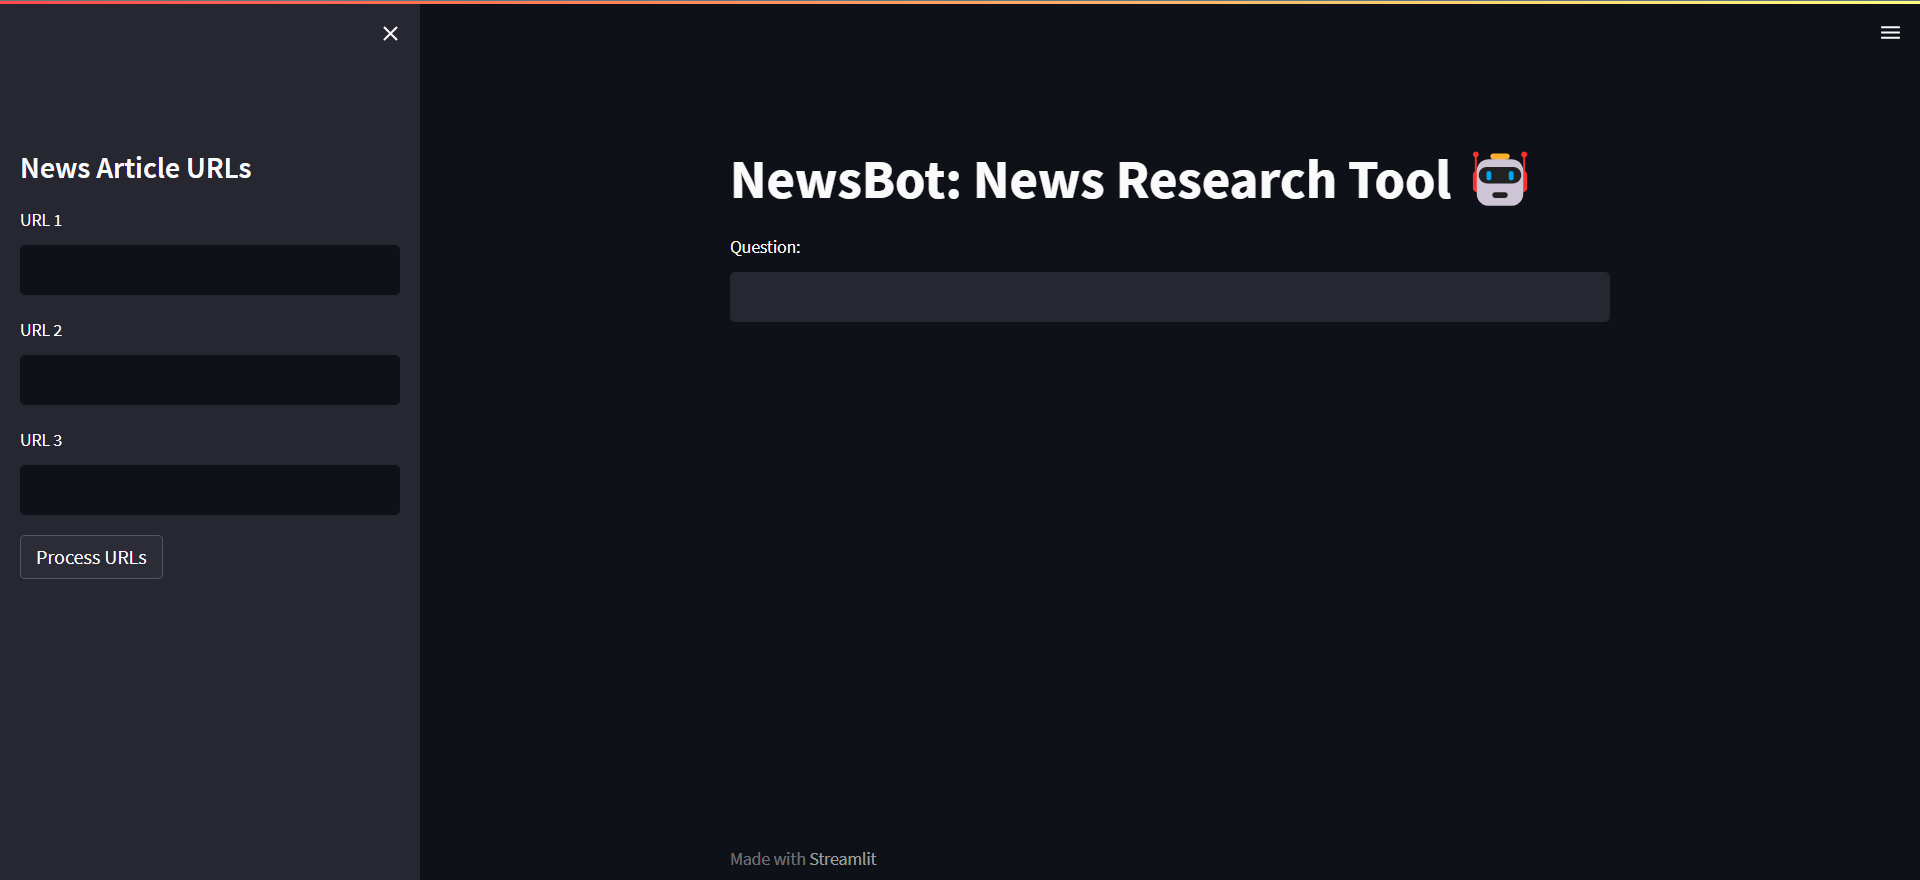 News Article URLs
URL 1
URL 2
URL 3
Process URLs
NewsBot: News Research Tool
Question:
Made with Streamlit